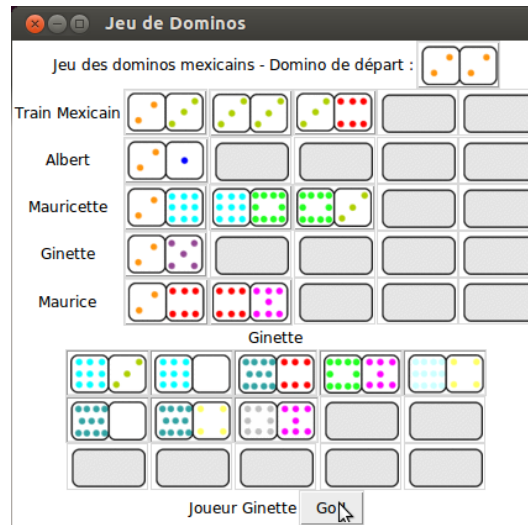 Jeu de Dominos
Jeu des dominos mexicains - Domino de départ :
Train Mexicain
Albert
Mauricette
Ginette
Maurice
Ginette
Joueur Ginette Go !